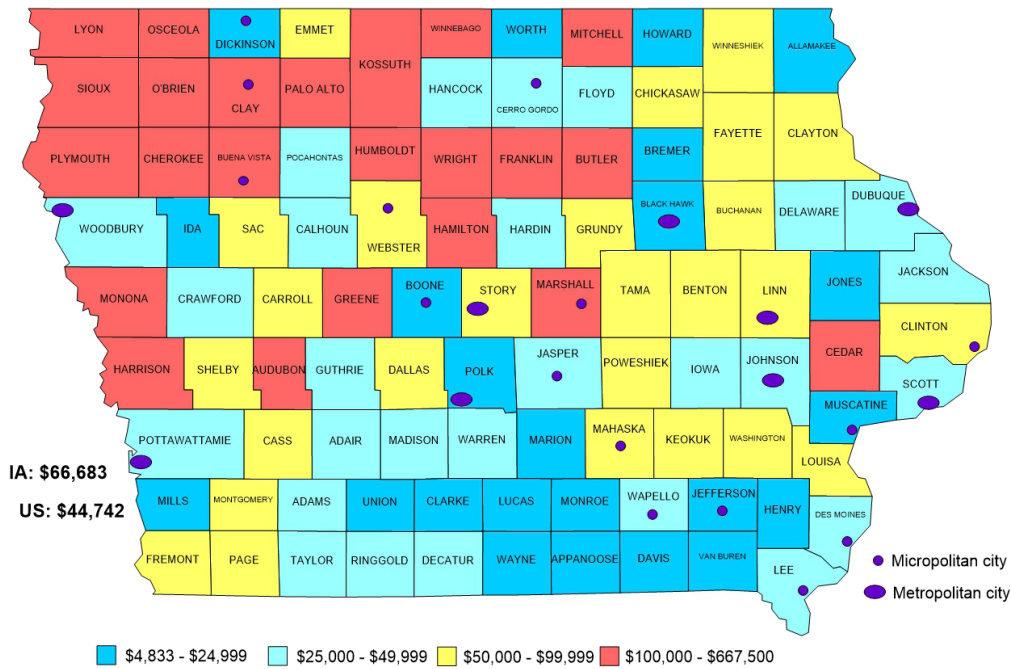 LYON OSCEOLA DICKINSON EMMET WINNEBAGO WORTH MITCHELL HOWARD WINNESHIEK ALLAMAKEE
KOSSUTH
SIOUX O'BRIEN CLAY PALO ALTO HANCOCK CERRO GORDO FLOYD CHICKASAW
FAYETTE CLAYTON
PLYMOUTH CHEROKEE BUENA VISTA POCAHONTAS HUMBOLDT WRIGHT FRANKLIN BUTLER BREMER
WOODBURY IDA SAC CALHOUN WEBSTER HAMILTON HARDIN GRUNDY BLACK HAWK BUCHANAN DELAWARE DUBUQUE
MONONA CRAWFORD CARROLL GREENE BOONE STORY MARSHALL TAMA BENTON LINN JONES JACKSON
CLINTON
HARRISON SHELBY AUDUBON GUTHRIE DALLAS POLK JASPER POWESHIEK IOWA JOHNSON CEDAR SCOTT
MUSCATINE
POTTAWATTAMIE CASS ADAIR MADISON WARREN MARION MAHASKA KEOKUK WASHINGTON LOUISA
IA: $66,683
US: $44,742
MILLS MONTGOMERY ADAMS UNION CLARKE LUCAS MONROE WAPELLO JEFFERSON HENRY DES MOINES
FREMONT PAGE TAYLOR RINGGOLD DECATUR WAYNE APPANOOSE DAVIS VAN BUREN LEE
Micropolitan city
Metropolitan city
$4,833 - $24,999 $25,000 - $49,999 $50,000 - $99,999 $100,000 - $667,500